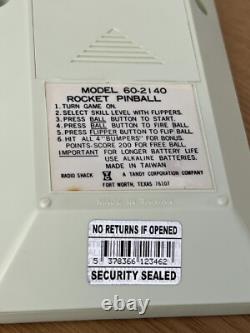 MODEL 60-2140
ROCKET PINBALL
1. TURN GAME ON.
2. SELECT SKILL LEVEL WITH FLIPPERS.
3. PRESS BALL BUTTON TO START.
4. PRESS BALL BUTTON TO FIRE BALL.
5. PRESS FLIPPER BUTTON TO FLIP BALL.
6. HIT ALL 4 "BUMPERS" FOR BONUS
POINTS-SCORE 200 FOR FREE BALL.
IMPORTANT FOR LONGER BATTERY LIFE
USE ALKALINE BATTERIES.
MADE IN TAIWAN
RADIO SHACK A TANDY CORPORATION COMPANY
FORT WORTH, TEXAS 76107
NO RETURNS IF OPENED
5 378366 123462
SECURITY SEALED